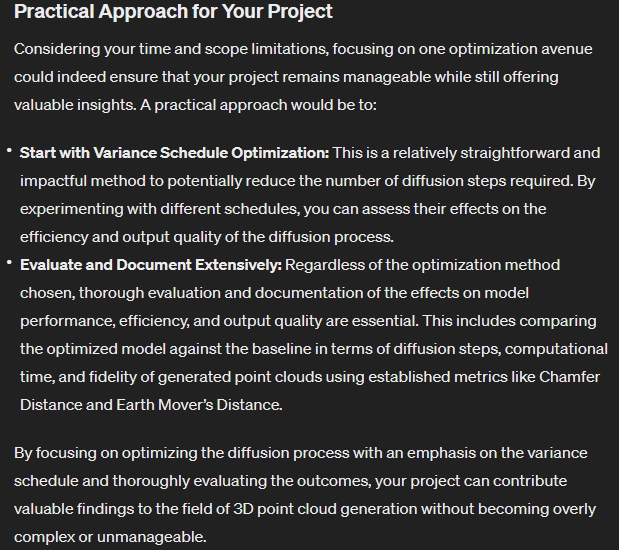 Practical Approach for Your Project
Considering your time and scope limitations, focusing on one optimization avenue
could indeed ensure that your project remains manageable while still offering
valuable insights. A practical approach would be to:
• Start with Variance Schedule Optimization: This is a relatively straightforward and
impactful method to potentially reduce the number of diffusion steps required. By
experimenting with different schedules, you can assess their effects on the
efficiency and output quality of the diffusion process.
• Evaluate and Document Extensively: Regardless of the optimization method
chosen, thorough evaluation and documentation of the effects on model
performance, efficiency, and output quality are essential. This includes comparing
the optimized model against the baseline in terms of diffusion steps, computational
time, and fidelity of generated point clouds using established metrics like Chamfer
Distance and Earth Mover's Distance.
By focusing on optimizing the diffusion process with an emphasis on the variance
schedule and thoroughly evaluating the outcomes, your project can contribute
valuable findings to the field of 3D point cloud generation without becoming overly
complex or unmanageable.